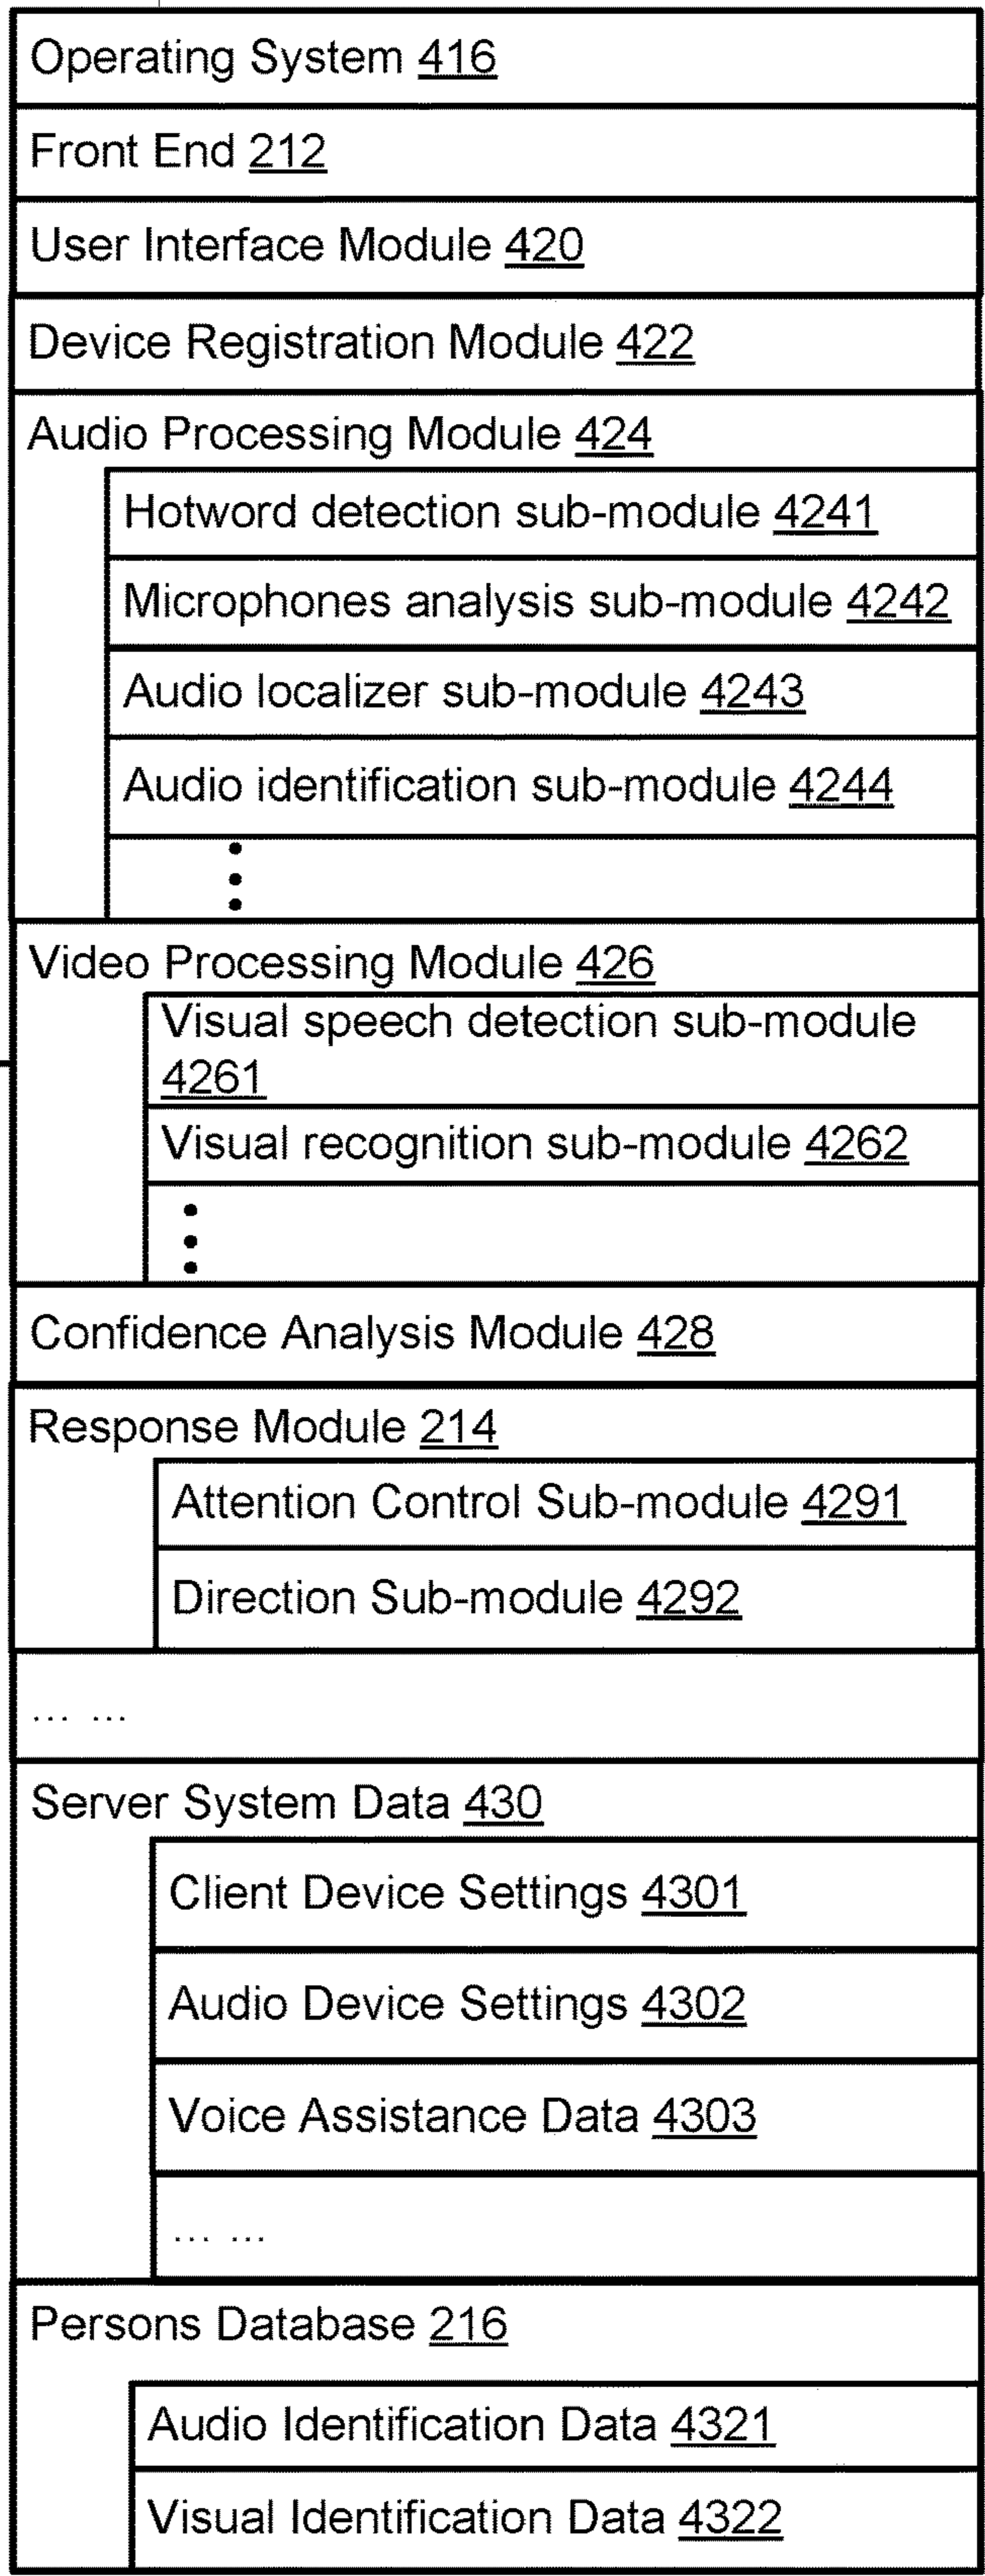 Operating System 416
Front End 212
User Interface Module 420
Device Registration Module 422
Audio Processing Module 424
Hotword detection sub-module 4241
Microphones analysis sub-module 4242
Audio localizer sub-module 4243
Audio identification sub-module 4244
Video Processing Module 426
Visual speech detection sub-module
4261
Visual recognition sub-module 4262
Confidence Analysis Module 428
Response Module 214
Attention Control Sub-module 4291
Direction Sub-module 4292
... ...
Server System Data 430
Client Device Settings 4301
Audio Device Settings 4302
Voice Assistance Data 4303
... ...
Persons Database 216
Audio Identification Data 4321
Visual Identification Data 4322